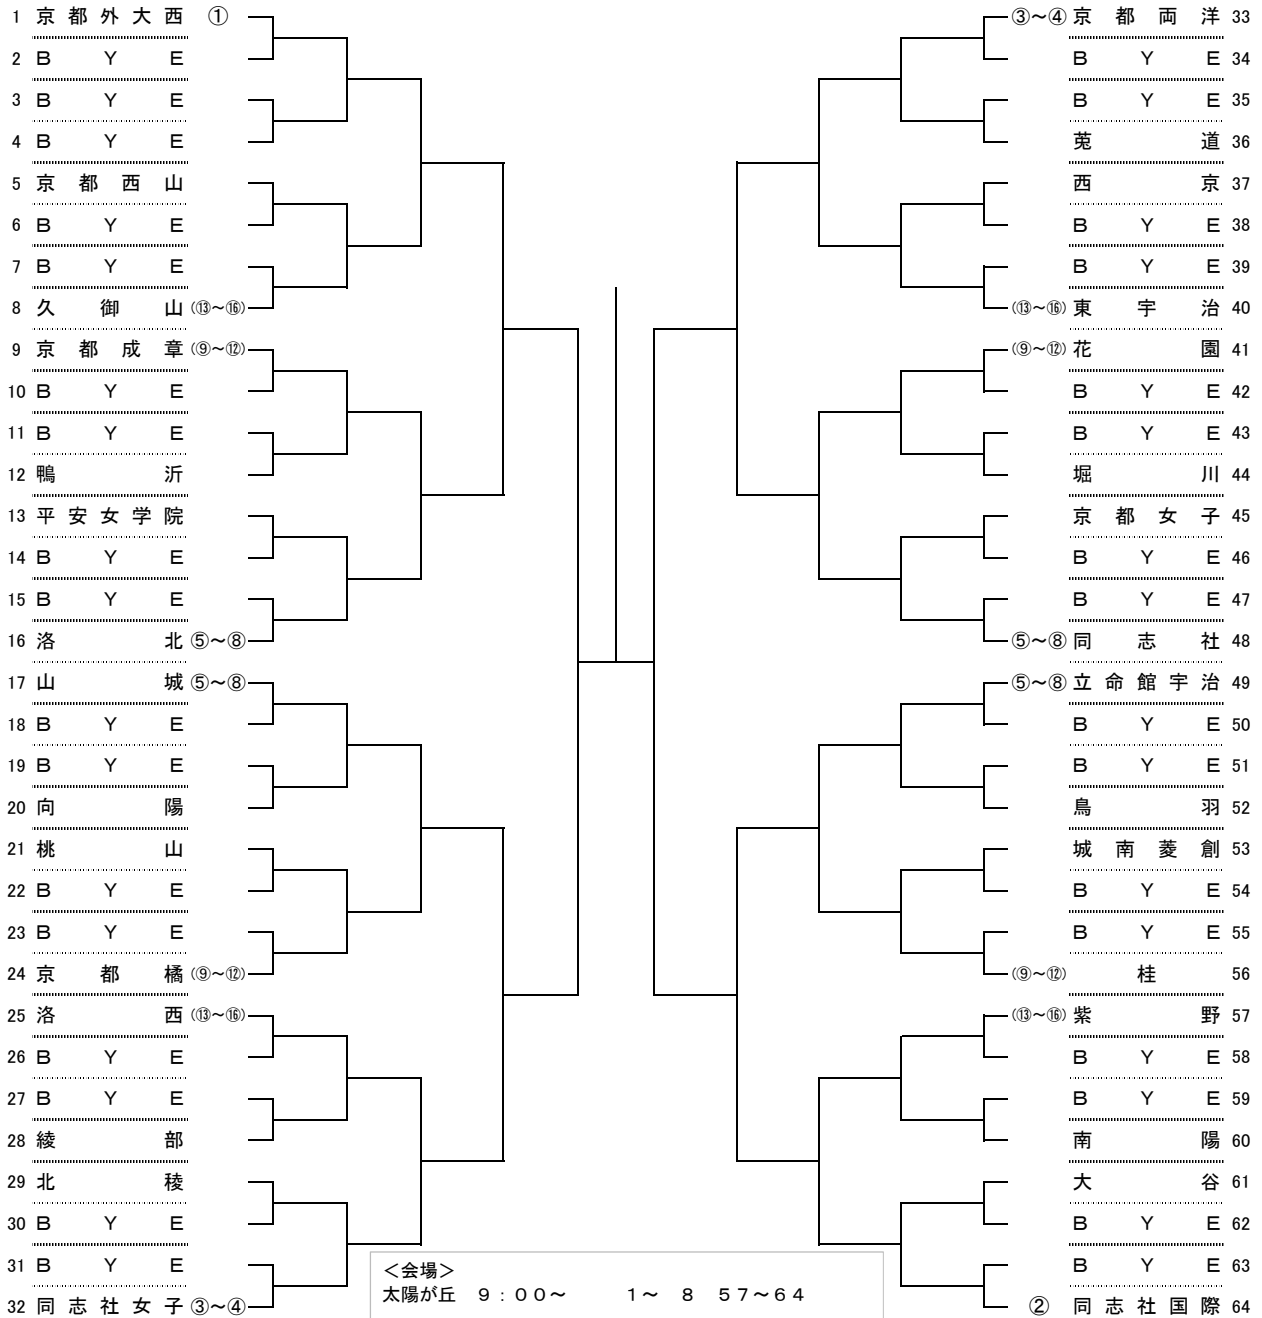 1 京都外大西 ①
2 ＢＹＥ
3 ＢＹＥ
4 ＢＹＥ
5 京都西山
6 ＢＹＥ
7 ＢＹＥ
8 久御山 (⑬～⑯)
9 京都成章 (⑨～⑫)
10 ＢＹＥ
11 ＢＹＥ
12 鴨沂
13 平安女学院
14 ＢＹＥ
15 ＢＹＥ
16 洛北 ⑤～⑧
17 山城 ⑤～⑧
18 ＢＹＥ
19 ＢＹＥ
20 向陽
21 桃山
22 ＢＹＥ
23 ＢＹＥ
24 京都橘 (⑨～⑫)
25 洛西 (⑬～⑯)
26 ＢＹＥ
27 ＢＹＥ
28 綾部
29 北稜
30 ＢＹＥ
31 ＢＹＥ
32 同志社女子 ③～④
③～④ 京都両洋 33
ＢＹＥ 34
ＢＹＥ 35
莵道 36
西京 37
ＢＹＥ 38
ＢＹＥ 39
(⑬～⑯) 東宇治 40
(⑨～⑫) 花園 41
ＢＹＥ 42
ＢＹＥ 43
堀川 44
京都女子 45
ＢＹＥ 46
ＢＹＥ 47
⑤～⑧ 同志社 48
⑤～⑧ 立命館宇治 49
ＢＹＥ 50
ＢＹＥ 51
鳥羽 52
城南菱創 53
ＢＹＥ 54
ＢＹＥ 55
(⑨～⑫) 桂 56
(⑬～⑯) 紫野 57
ＢＹＥ 58
ＢＹＥ 59
南陽 60
大谷 61
ＢＹＥ 62
ＢＹＥ 63
② 同志社国際 64
＜会場＞
太陽が丘 ９：００～ １～ ８ ５７～６４